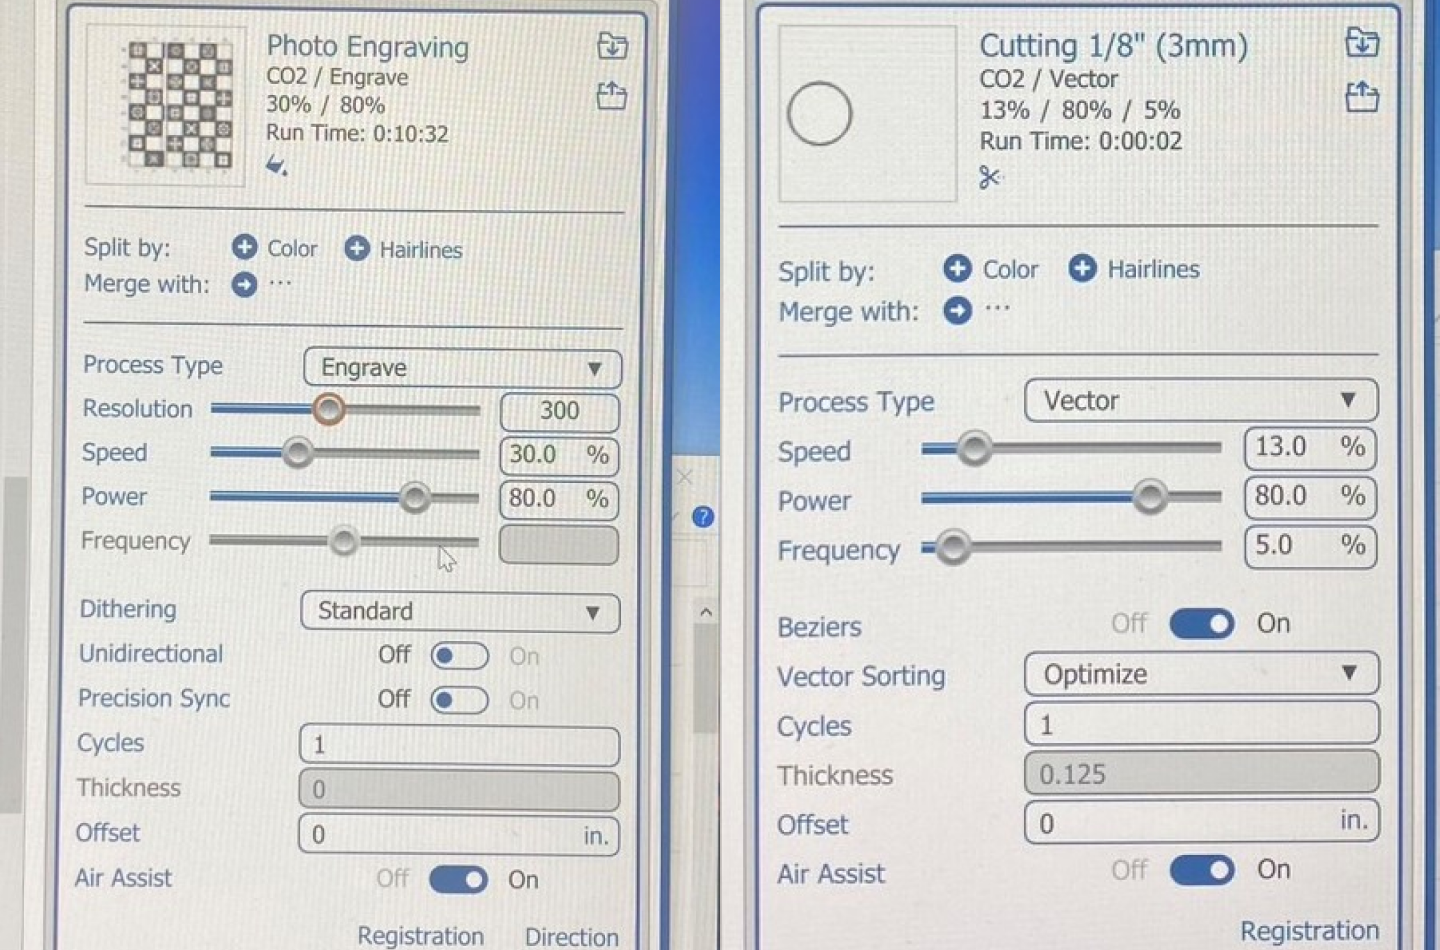 Photo Engraving
CO2 / Engrave
30% / 80%
Run Time: 0:10:32
Split by: Color Hairlines
Merge with: ...
Process Type Engrave
Resolution 300
Speed 30.0 %
Power 80.0 %
Frequency
Dithering Standard
Unidirectional Off On
Precision Sync Off On
Cycles 1
Thickness 0
Offset 0 in.
Air Assist Off On
Registration Direction
?
Cutting 1/8" (3mm)
CO2 / Vector
13% / 80% / 5%
Run Time: 0:00:02
Split by: Color Hairlines
Merge with: ...
Process Type Vector
Speed 13.0 %
Power 80.0 %
Frequency 5.0 %
Beziers Off On
Vector Sorting Optimize
Cycles 1
Thickness 0.125
Offset 0 in.
Air Assist Off On
Registration